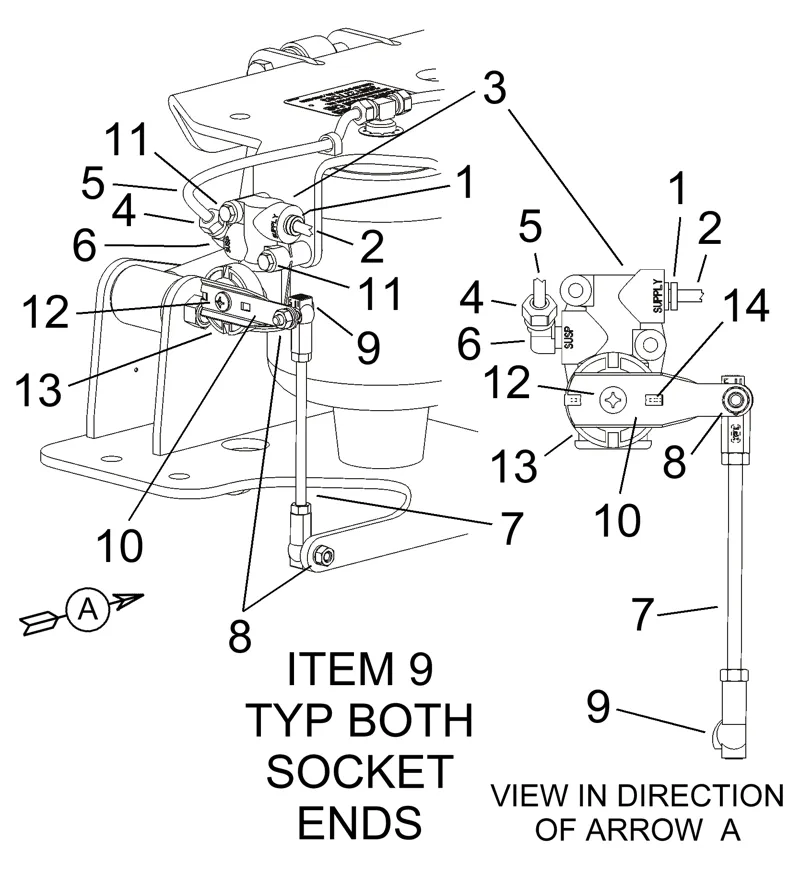 3
11
5
4
6
1
2
SUPPLY
SUSP
11
12
9
13
10
7
8
A
ITEM 9
TYP BOTH
SOCKET
ENDS
1
2
5
4
6
SUPPLY
SUSP
14
12
13
10
8
7
9
VIEW IN DIRECTION
OF ARROW A